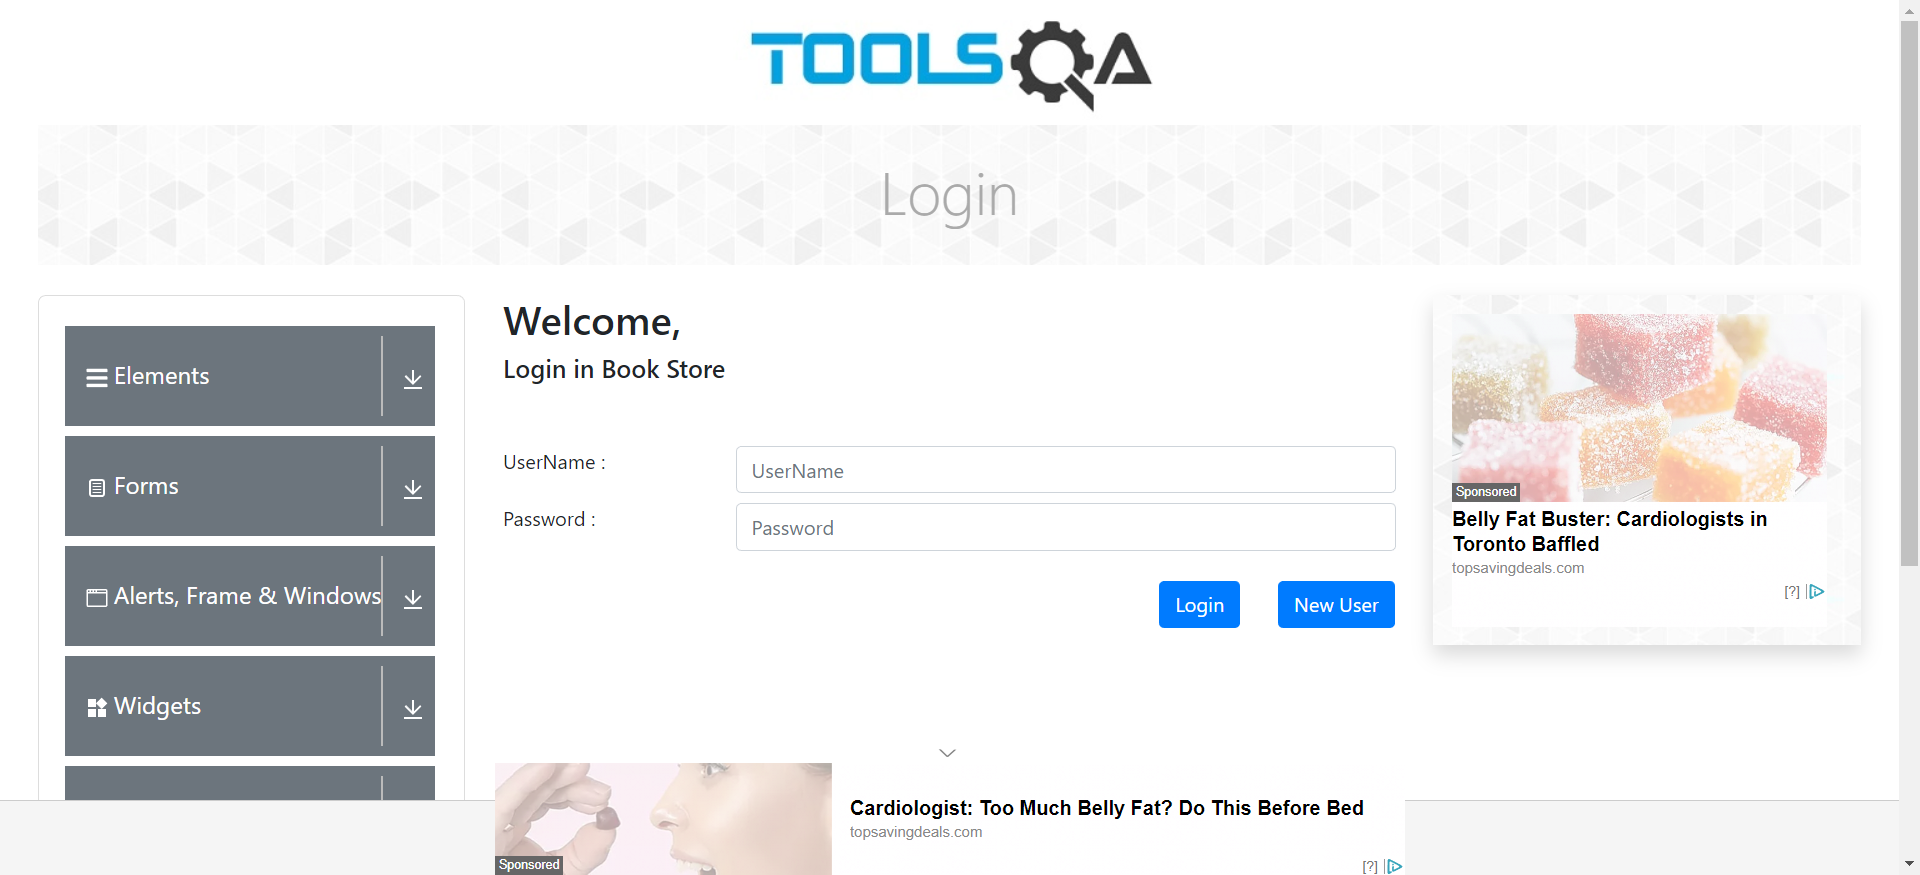 TOOLSQA
Login
Elements
Forms
Alerts, Frame & Windows
Widgets
Welcome,
Login in Book Store
UserName :
UserName
Password :
Password
Login
New User
Sponsored
Belly Fat Buster: Cardiologists in
Toronto Baffled
topsavingdeals.com
[?]
Sponsored
Cardiologist: Too Much Belly Fat? Do This Before Bed
topsavingdeals.com
[?]